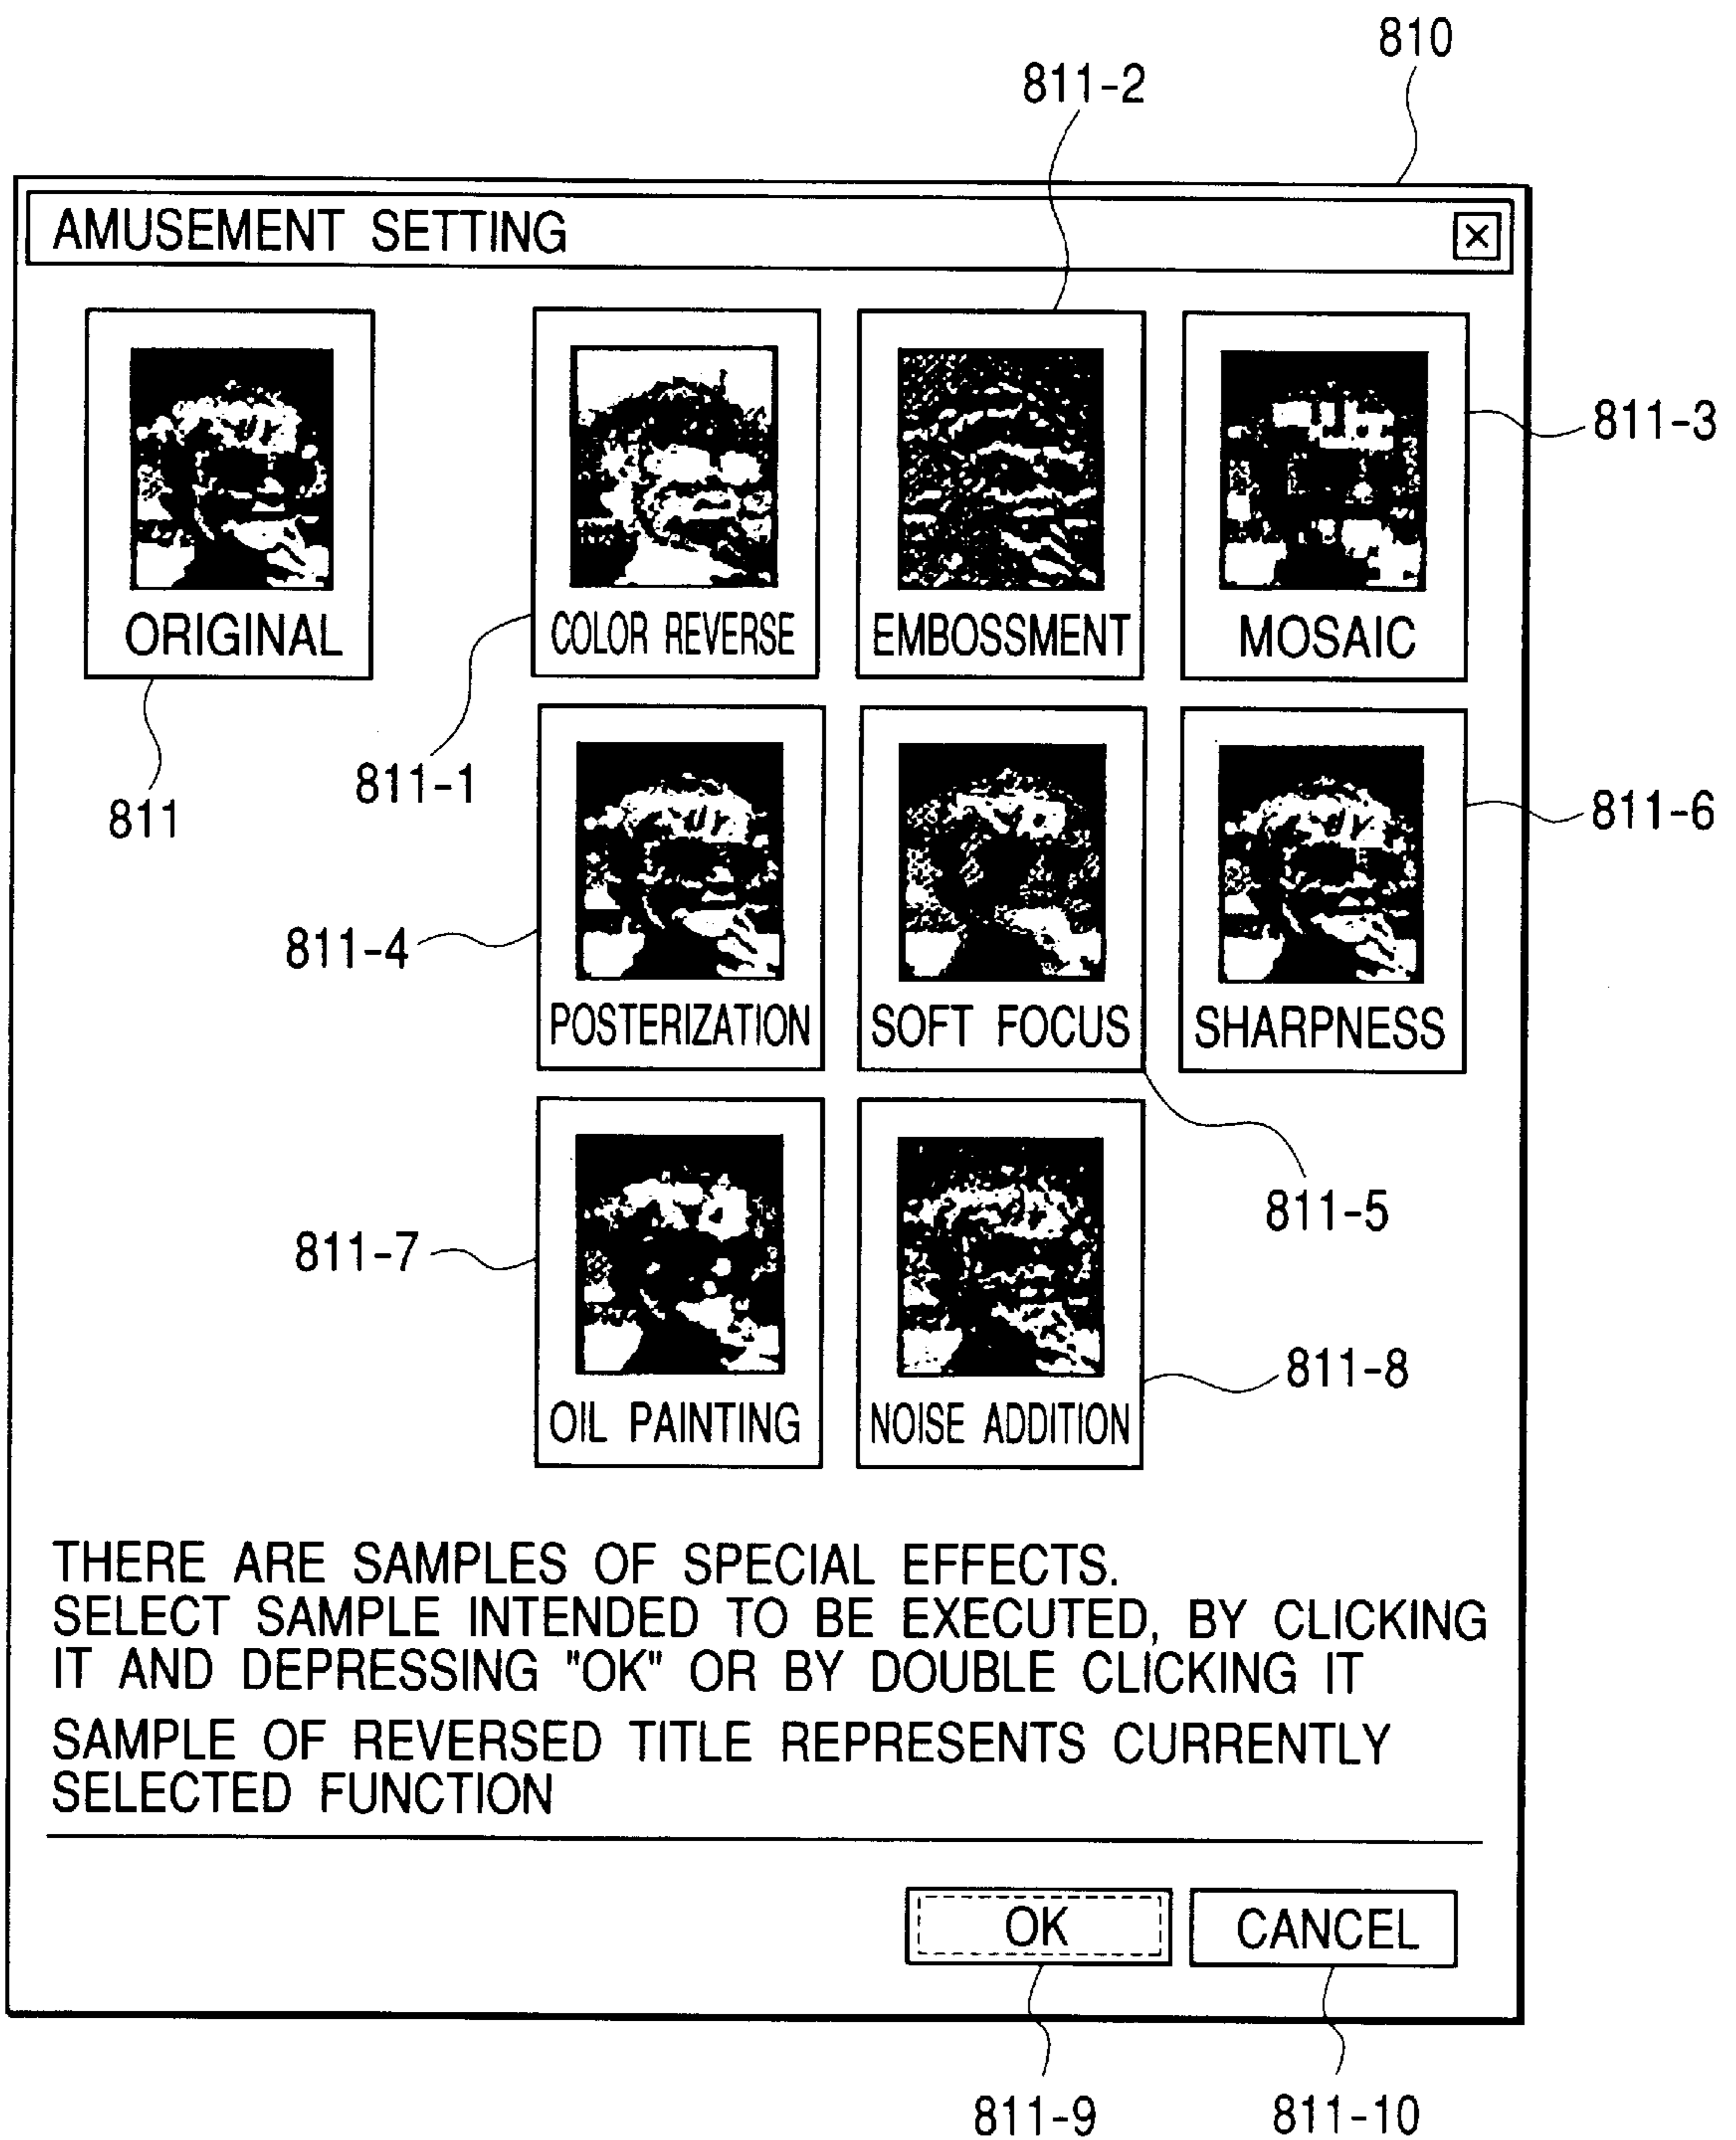 810
811-2
AMUSEMENT SETTING
811-3
ORIGINAL
COLOR REVERSE
EMBOSSMENT
MOSAIC
811
811-1
811-6
811-4
POSTERIZATION
SOFT FOCUS
SHARPNESS
811-5
811-7
811-8
OIL PAINTING
NOISE ADDITION
THERE ARE SAMPLES OF SPECIAL EFFECTS.
SELECT SAMPLE INTENDED TO BE EXECUTED, BY CLICKING
IT AND DEPRESSING "OK" OR BY DOUBLE CLICKING IT
SAMPLE OF REVERSED TITLE REPRESENTS CURRENTLY
SELECTED FUNCTION
OK
CANCEL
811-9
811-10